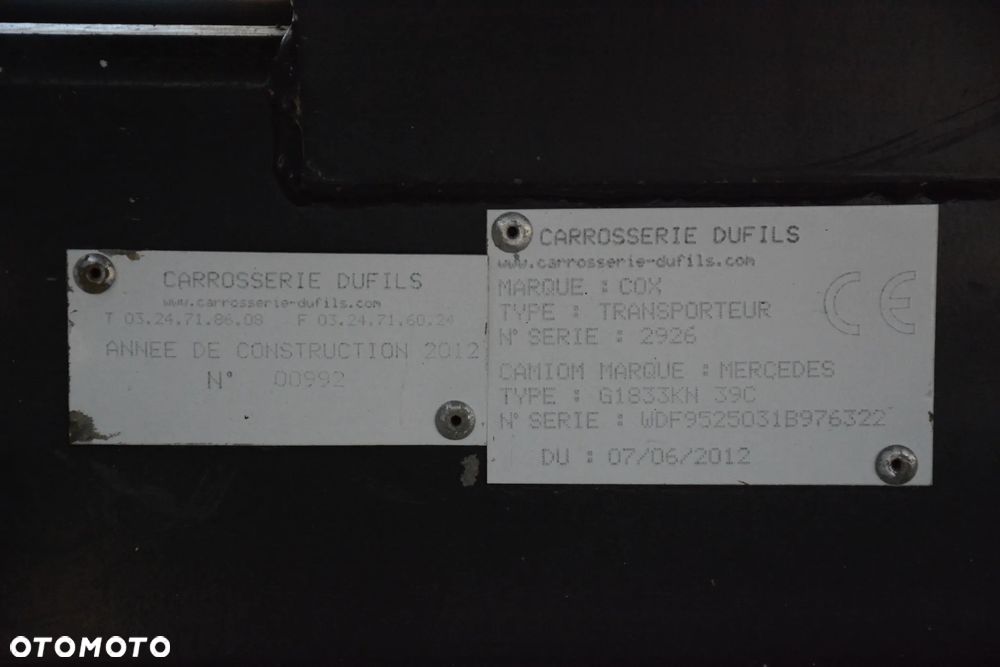 CARROSSERIE DUFILS
www.carrosserie-dufils.com
T 03.24.71.86.08 F 03.24.71.60.24
ANNEE DE CONSTRUCTION 2012
N° 00992
CARROSSERIE DUFILS
www.carrosserie-dufils.com
MARQUE : COX
TYPE : TRANSPORTEUR
N° SERIE : 2926
CE
CAMIOM MARQUE : MERCEDES
TYPE : G1833KN 39C
N° SERIE : WDF9525031B976322
DU : 07/06/2012
OTOMOTO